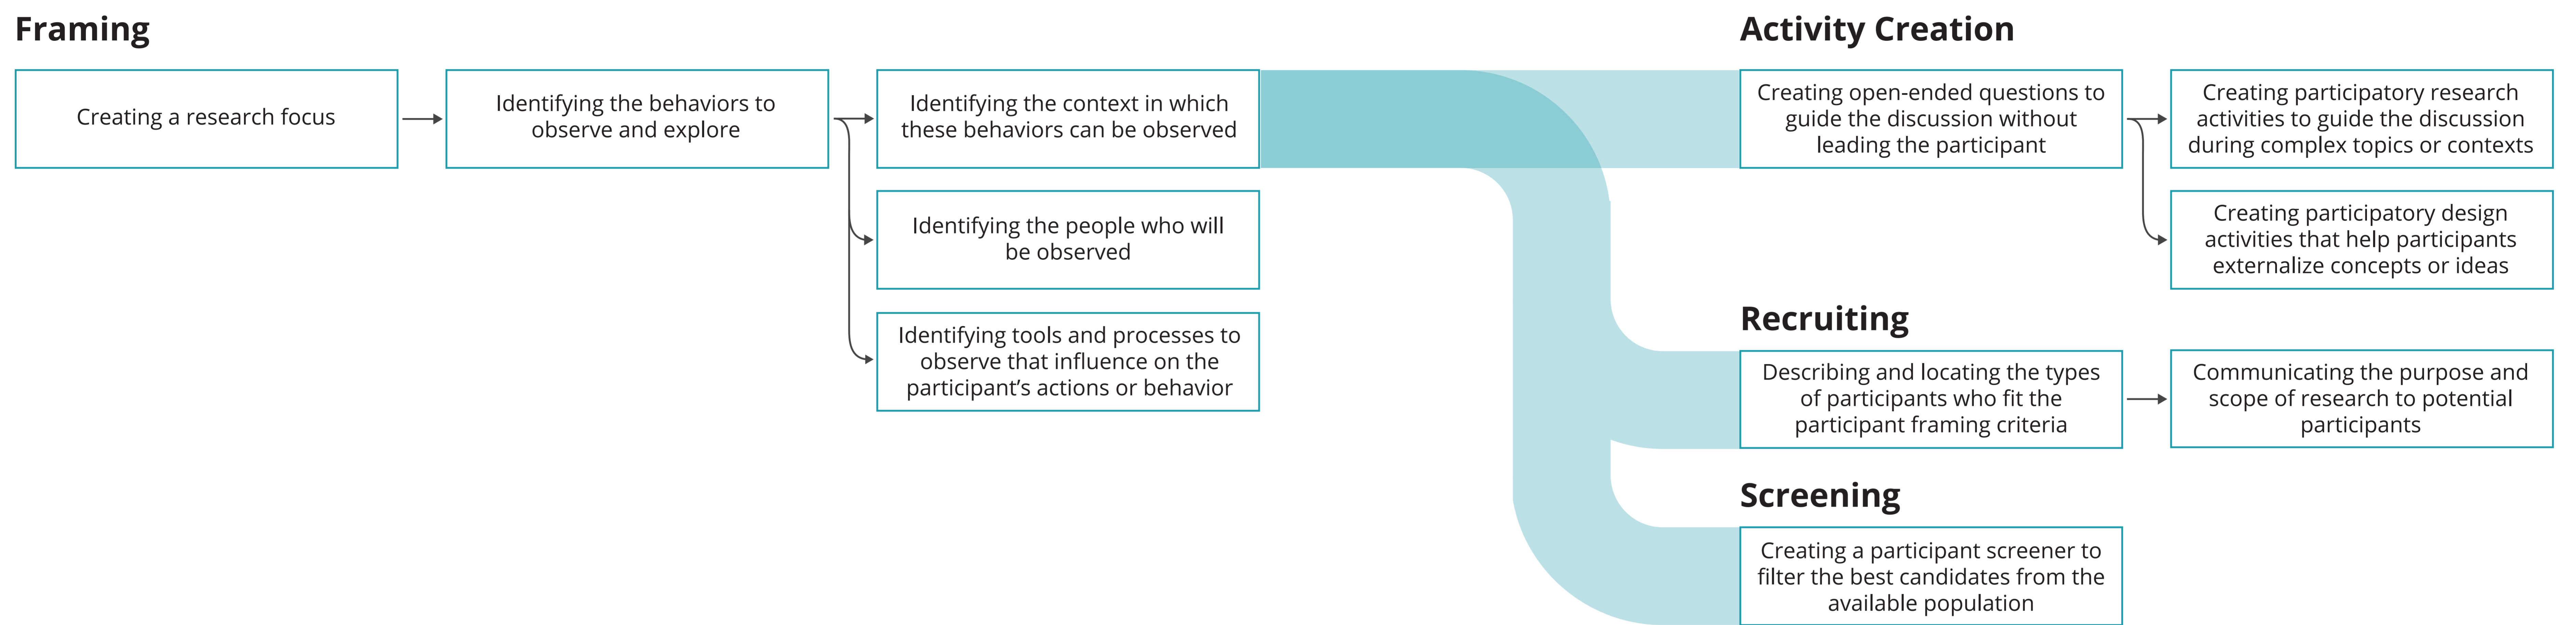 Framing
Creating a research focus
Identifying the behaviors to
observe and explore
Identifying the context in which
these behaviors can be observed
Identifying the people who will
be observed
Identifying tools and processes to
observe that influence on the
participant's actions or behavior
Activity Creation
Creating open-ended questions to
guide the discussion without
leading the participant
Creating participatory research
activities to guide the discussion
during complex topics or contexts
Creating participatory design
activities that help participants
externalize concepts or ideas
Recruiting
Describing and locating the types
of participants who fit the
participant framing criteria
Communicating the purpose and
scope of research to potential
participants
Screening
Creating a participant screener to
filter the best candidates from the
available population